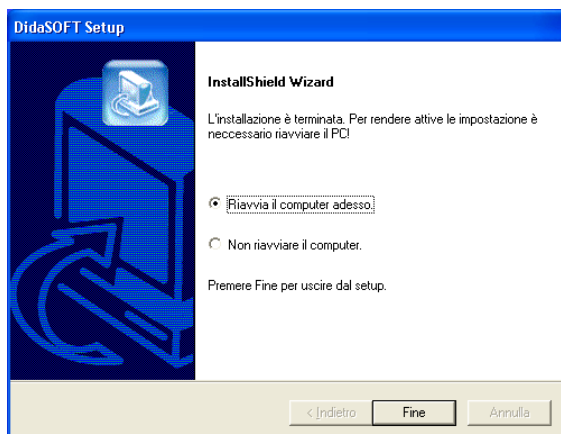 DidaSOFT Setup
InstallShield Wizard
L'installazione è terminata. Per rendere attive le impostazione è
neccessario riavviare il PC!
Riavvia il computer adesso.
Non riavviare il computer.
Premere Fine per uscire dal setup.
< Indietro Fine Annulla